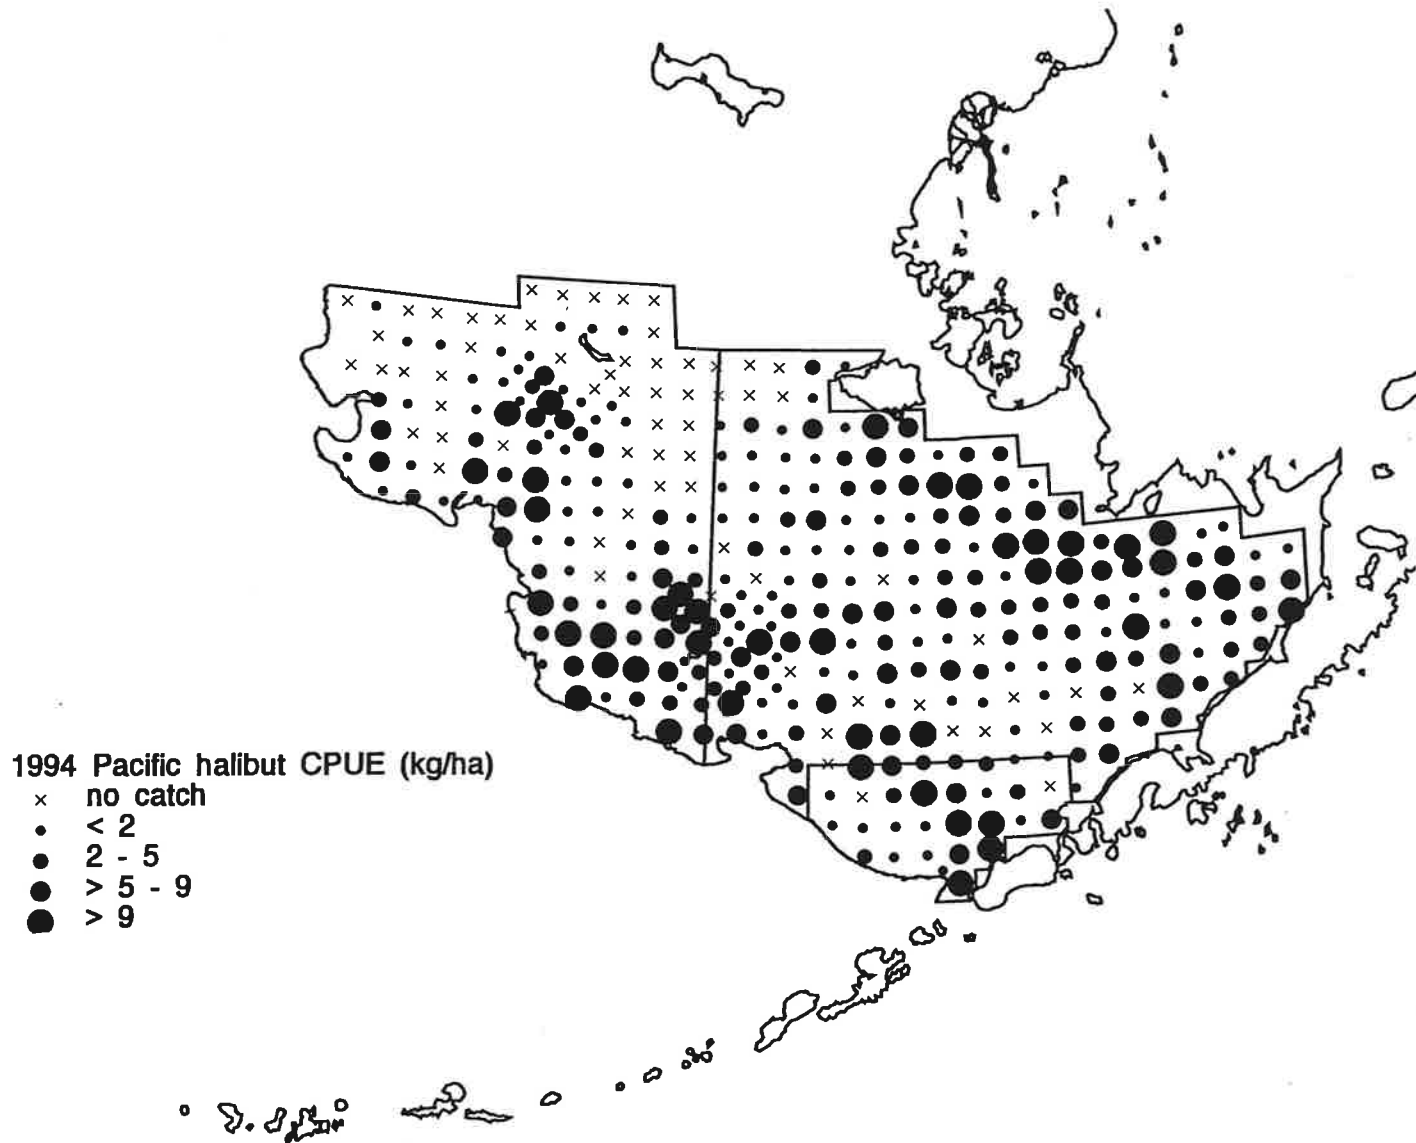 1994 Pacific halibut CPUE (kg/ha)
× no catch
< 2
2 - 5
> 5 - 9
> 9